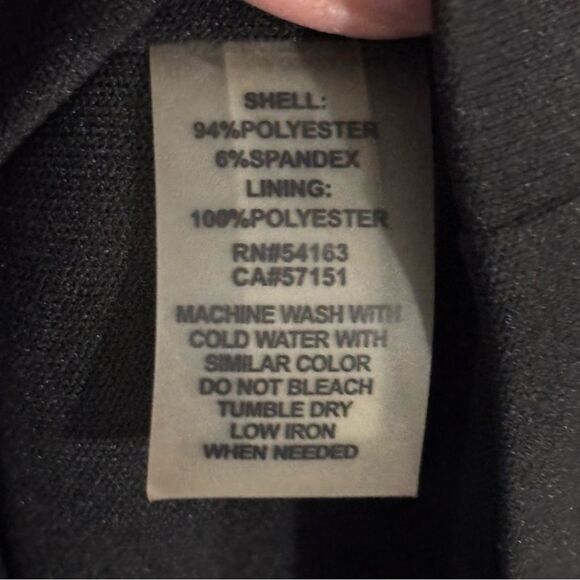 SHELL:
94%POLYESTER
6%SPANDEX
LINING:
100%POLYESTER
RN#54163
CA#57151
MACHINE WASH WITH
COLD WATER WITH
SIMILAR COLOR
DO NOT BLEACH
TUMBLE DRY
LOW IRON
WHEN NEEDED